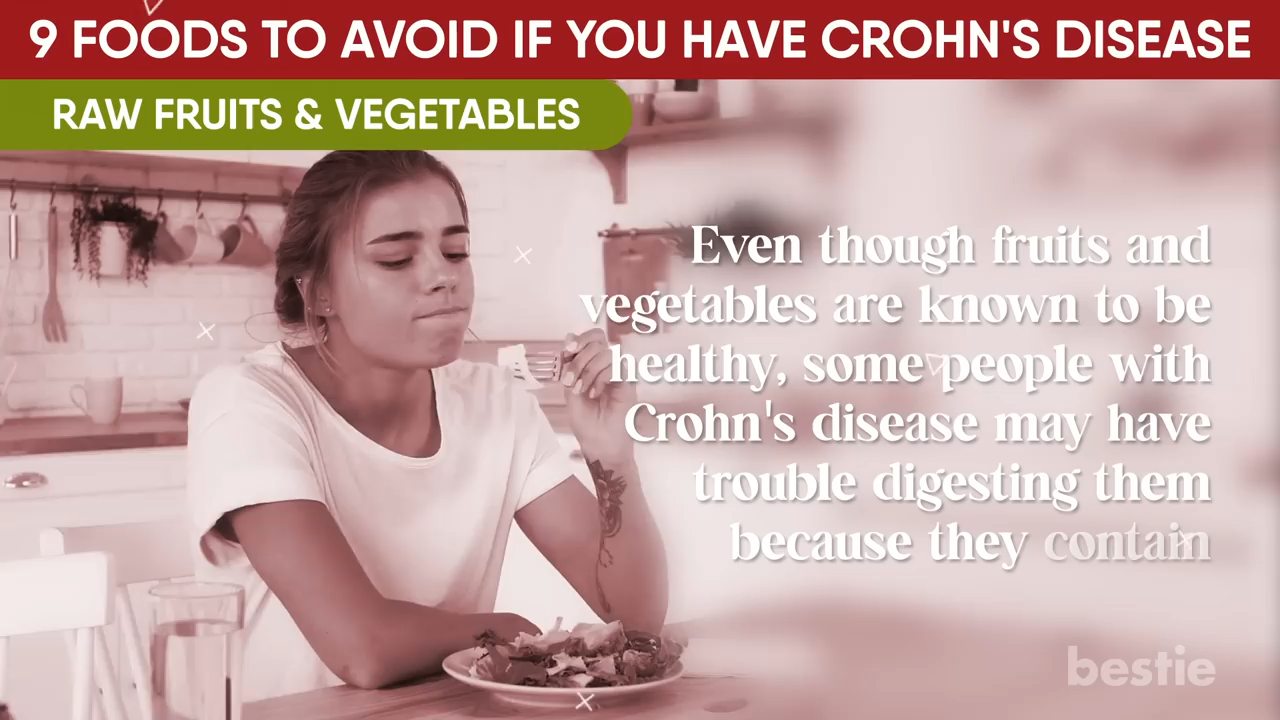 9 FOODS TO AVOID IF YOU HAVE CROHN'S DISEASE
RAW FRUITS & VEGETABLES
Even though fruits and
vegetables are known to be
healthy, some people with
Crohn's disease may have
trouble digesting them
because they contain
bestie